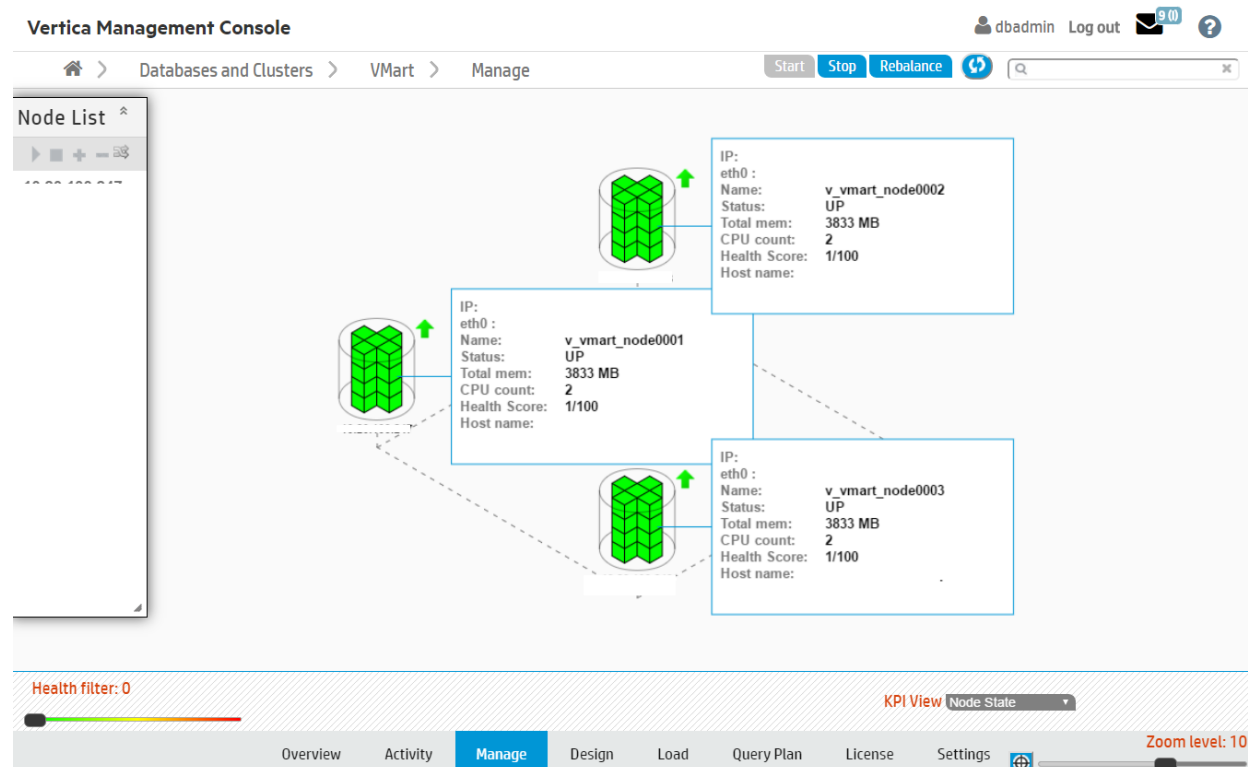 Vertica Management Console
dbadmin Log out 9 (!) ?
Databases and Clusters > VMart > Manage
Start Stop Rebalance
Node List
IP:
eth0 :
Name: v_vmart_node0002
Status: UP
Total mem: 3833 MB
CPU count: 2
Health Score: 1/100
Host name:
IP:
eth0 :
Name: v_vmart_node0001
Status: UP
Total mem: 3833 MB
CPU count: 2
Health Score: 1/100
Host name:
IP:
eth0 :
Name: v_vmart_node0003
Status: UP
Total mem: 3833 MB
CPU count: 2
Health Score: 1/100
Host name:
Health filter: 0
KPI View Node State
Overview Activity Manage Design Load Query Plan License Settings
Zoom level: 10